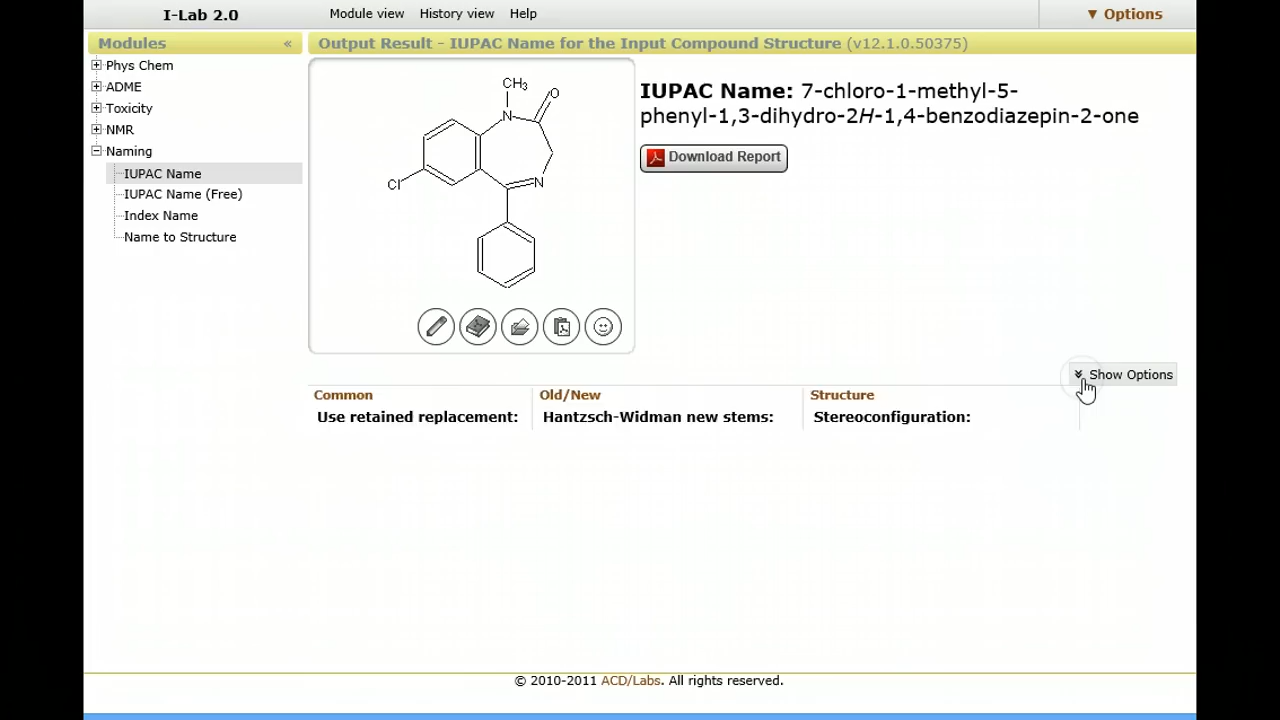 I-Lab 2.0
Module view History view Help
▼ Options
Modules «
Output Result - IUPAC Name for the Input Compound Structure (v12.1.0.50375)
Phys Chem
ADME
Toxicity
NMR
Naming
IUPAC Name
IUPAC Name (Free)
Index Name
Name to Structure
CH3
O
N
N
Cl
IUPAC Name: 7-chloro-1-methyl-5-
phenyl-1,3-dihydro-2H-1,4-benzodiazepin-2-one
Download Report
Show Options
Common Old/New Structure
Use retained replacement: Hantzsch-Widman new stems: Stereoconfiguration:
© 2010-2011 ACD/Labs. All rights reserved.